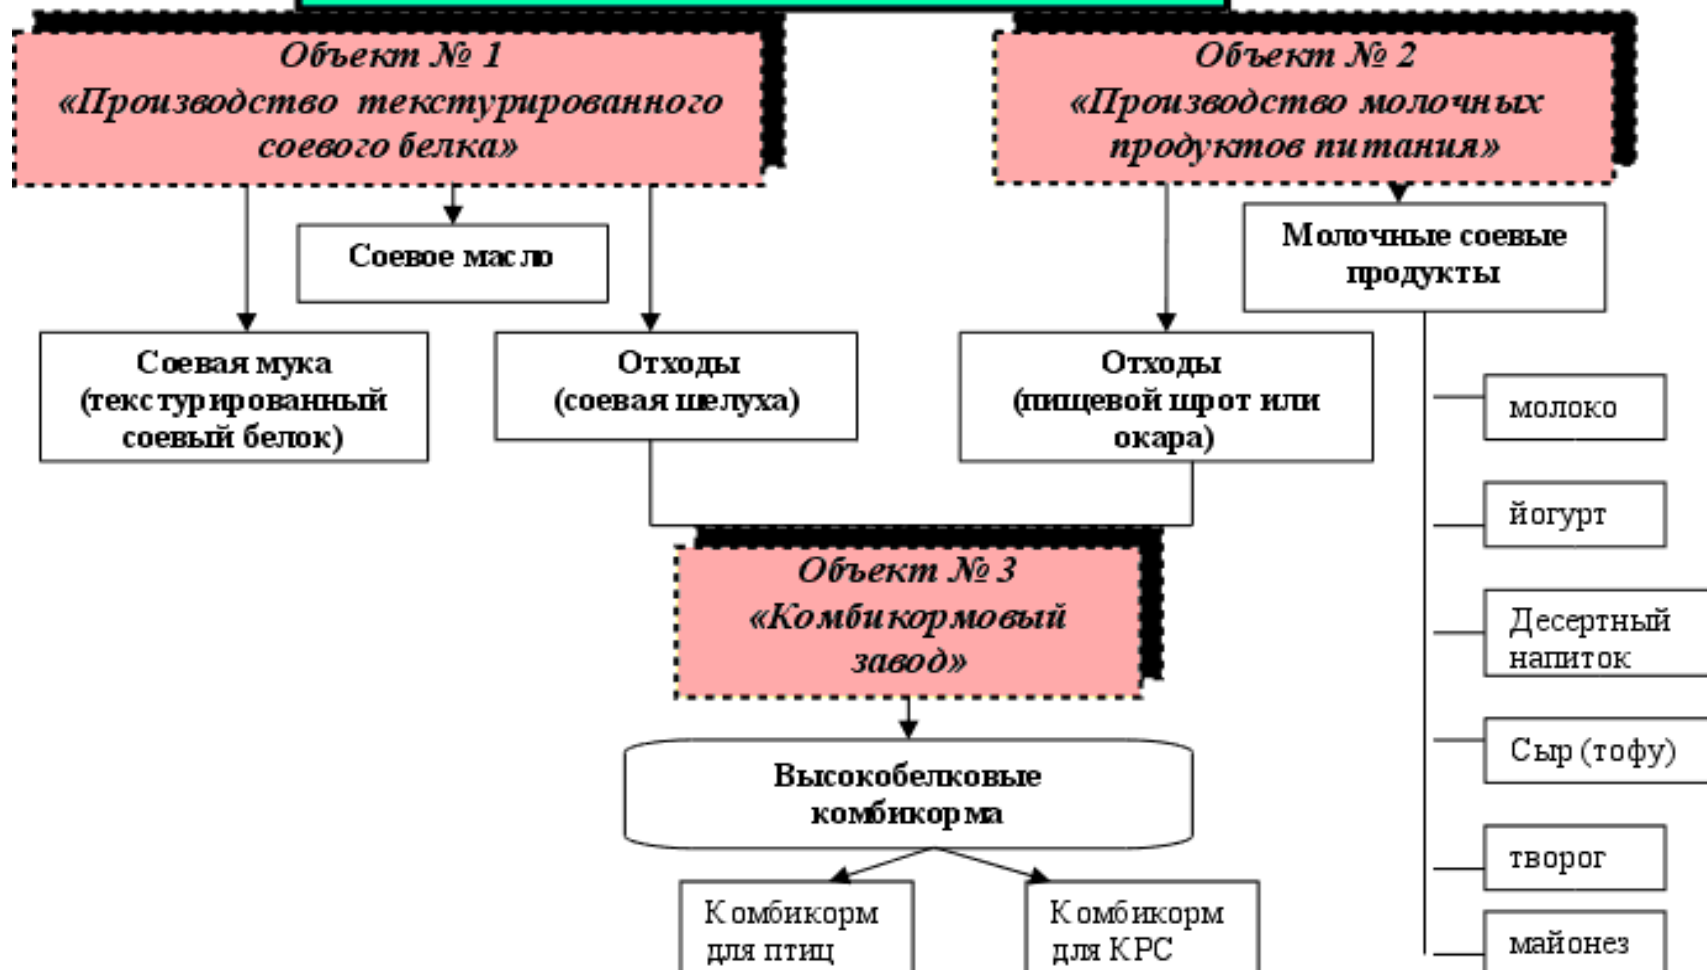 Объект № 1
«Производство текстурированного
соевого белка»
Объект № 2
«Производство молочных
продуктов питания»
Соевое масло
Молочные соевые
продукты
Соевая мука
(текстурированный
соевый белок)
Отходы
(соевая шелуха)
Отходы
(пищевой шрот или
окара)
молоко
йогурт
Десертный
напиток
Сыр (тофу)
творог
майонез
Объект № 3
«Комбикормовый
завод»
Высокобелковые
комбикорма
Комбикорм
для птиц
Комбикорм
для КРС